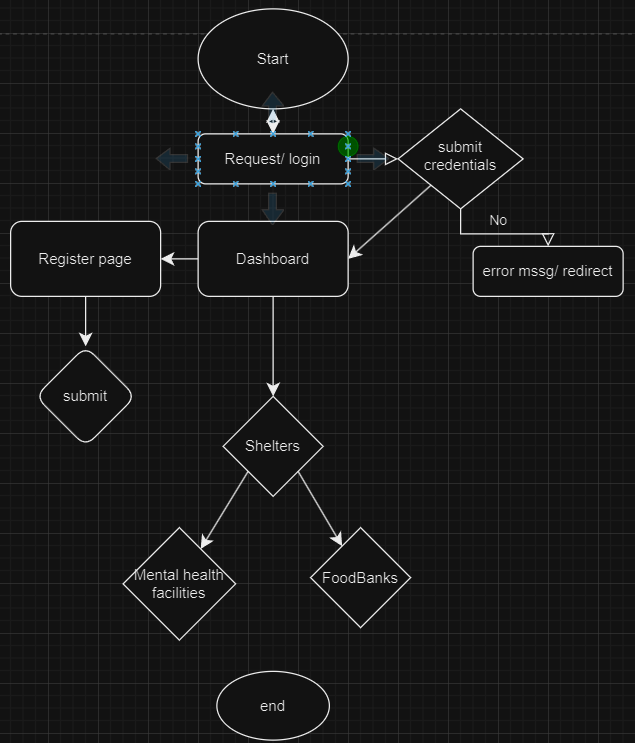 Start
Request/ login
submit
credentials
No
Register page
Dashboard
error mssg/ redirect
submit
Shelters
Mental health
facilities
FoodBanks
end